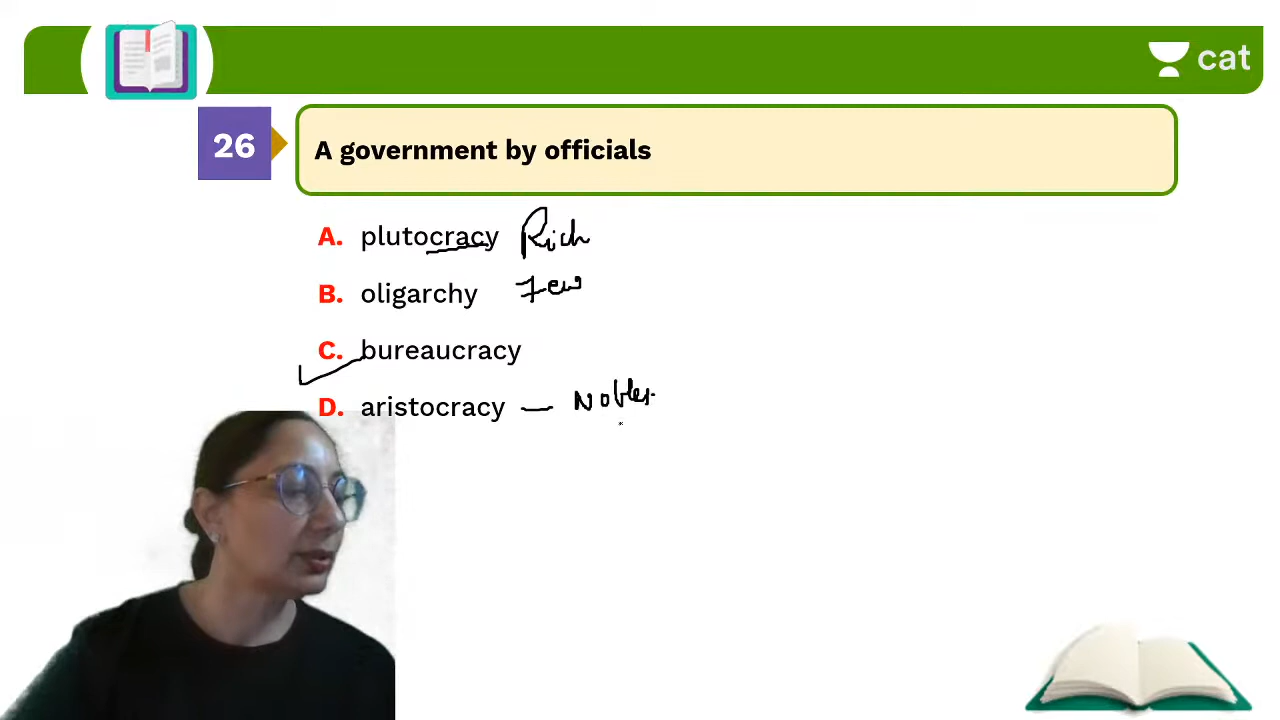 cat
26
A government by officials
A. plutocracy Rich
B. oligarchy Few
C. bureaucracy
D. aristocracy — Nobles